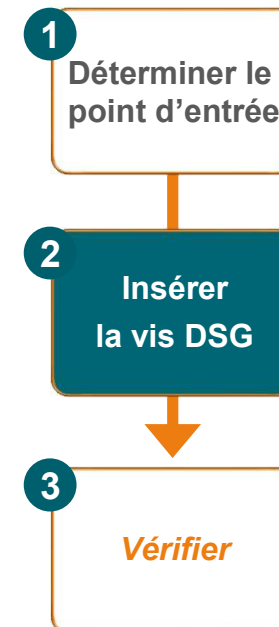 1
Déterminer le
point d’entrée
2
Insérer
la vis DSG
3
Vérifier